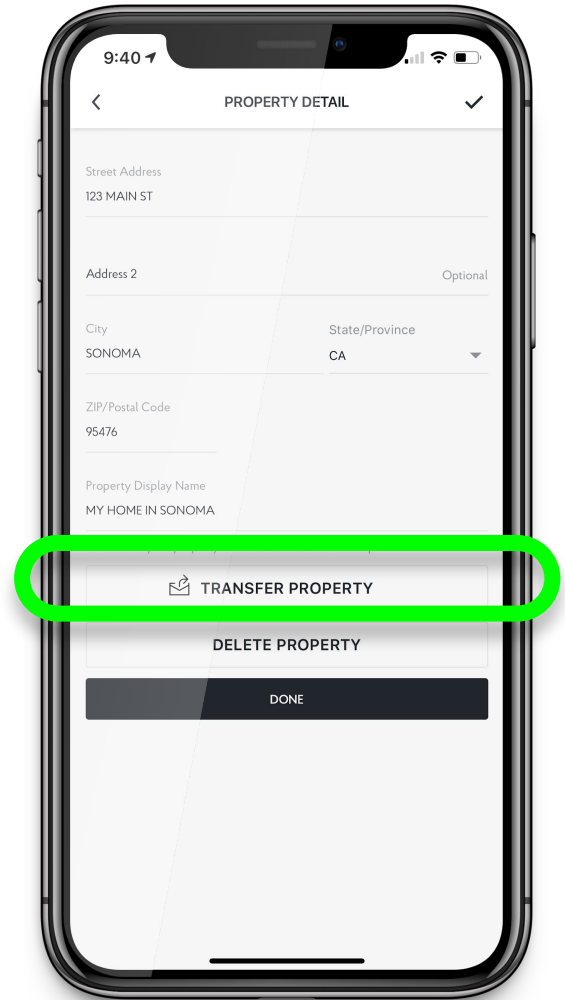 9:40
PROPERTY DETAIL
Street Address
123 MAIN ST
Address 2 Optional
City State/Province
SONOMA CA
ZIP/Postal Code
95476
Property Display Name
MY HOME IN SONOMA
TRANSFER PROPERTY
DELETE PROPERTY
DONE